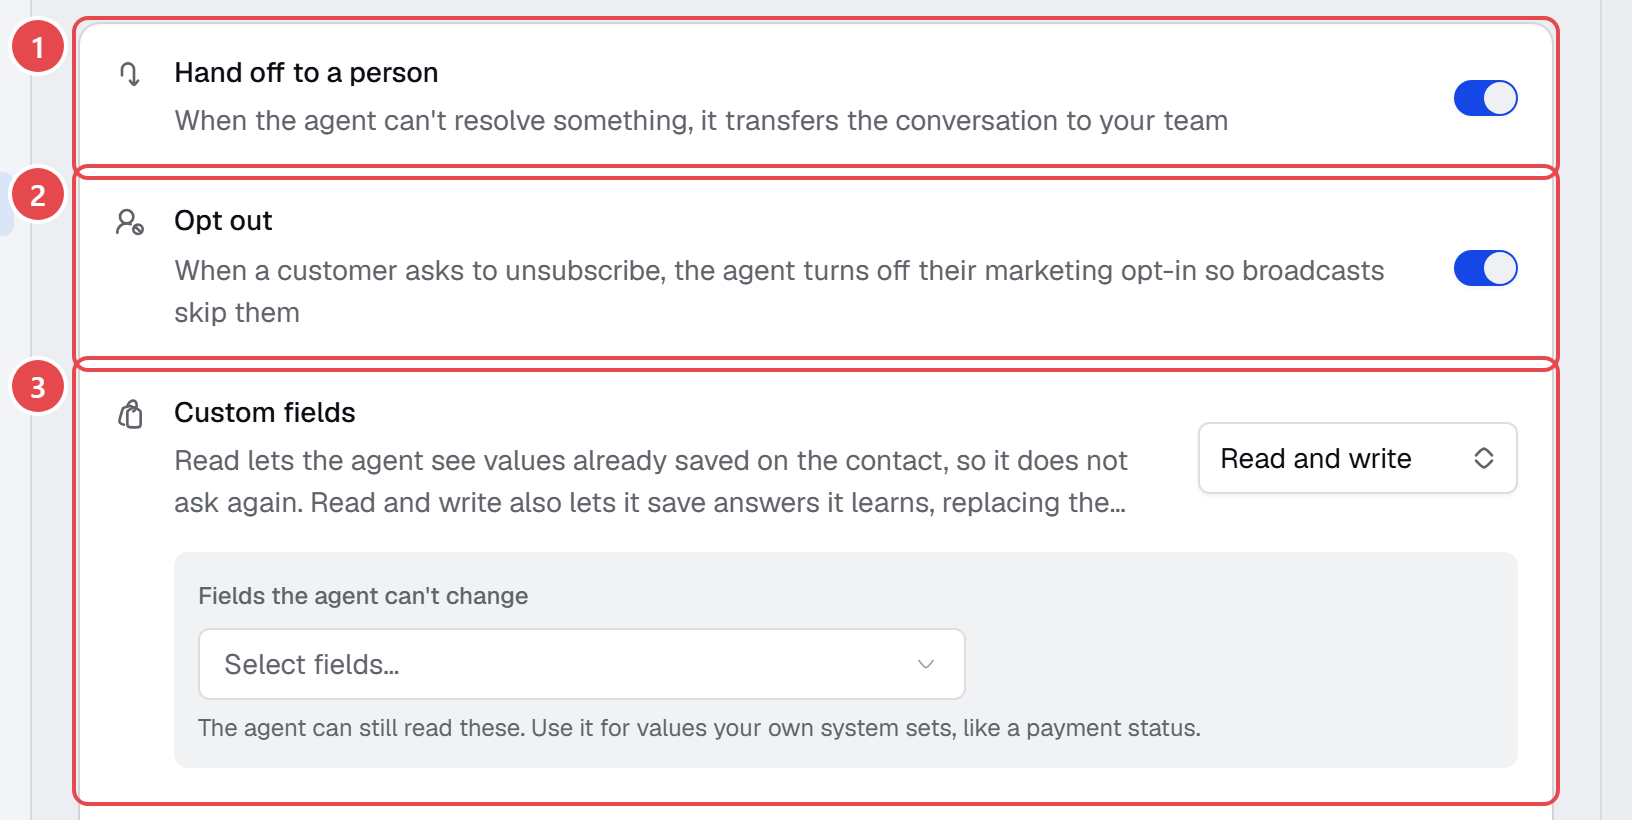 1
Hand off to a person
When the agent can't resolve something, it transfers the conversation to your team
2
Opt out
When a customer asks to unsubscribe, the agent turns off their marketing opt-in so broadcasts
skip them
3
Custom fields
Read lets the agent see values already saved on the contact, so it does not
ask again. Read and write also lets it save answers it learns, replacing the...
Read and write
Fields the agent can't change
Select fields...
The agent can still read these. Use it for values your own system sets, like a payment status.